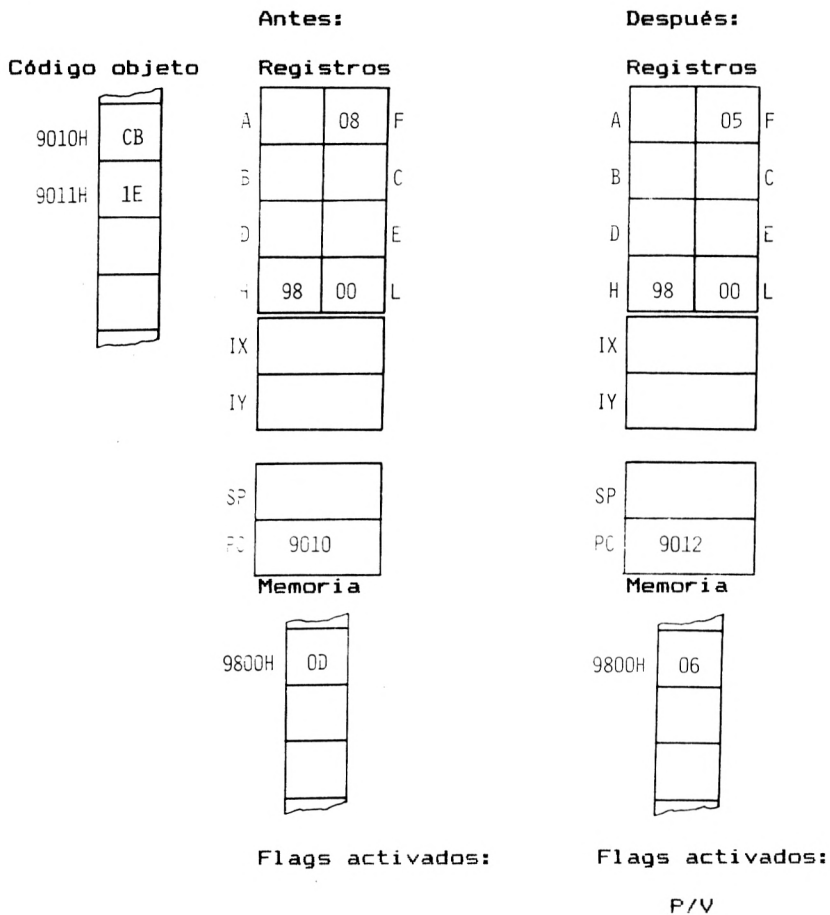 Antes: Después:
Código objeto Registros Registros
9010H CB
9011H 1E
A 08 F
B C
D E
H 98 00 L
IX
IY
SP
PC 9010
A 05 F
B C
D E
H 98 00 L
IX
IY
SP
PC 9012
Memoria Memoria
9800H 0D
9800H 06
Flags activados: Flags activados:
P/V